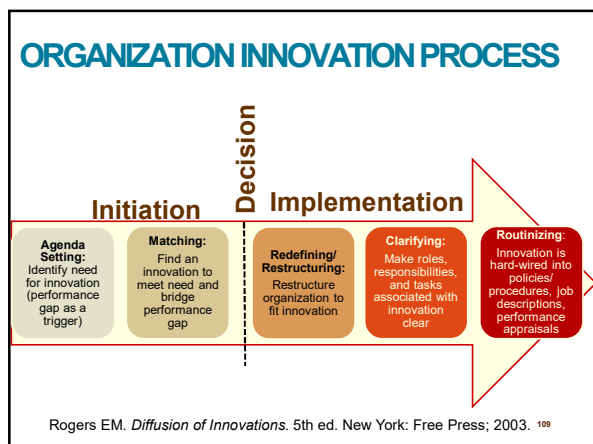 ORGANIZATION INNOVATION PROCESS
Initiation
Decision
Implementation
Agenda
Setting:
Identify need
for innovation
(performance
gap as a
trigger)
Matching:
Find an
innovation to
meet need and
bridge
performance
gap
Redefining/
Restructuring:
Restructure
organization to
fit innovation
Clarifying:
Make roles,
responsibilities,
and tasks
associated with
innovation
clear
Routinizing:
Innovation is
hard-wired into
policies/
procedures, job
descriptions,
performance
appraisals
Rogers EM. Diffusion of Innovations. 5th ed. New York: Free Press; 2003. 109